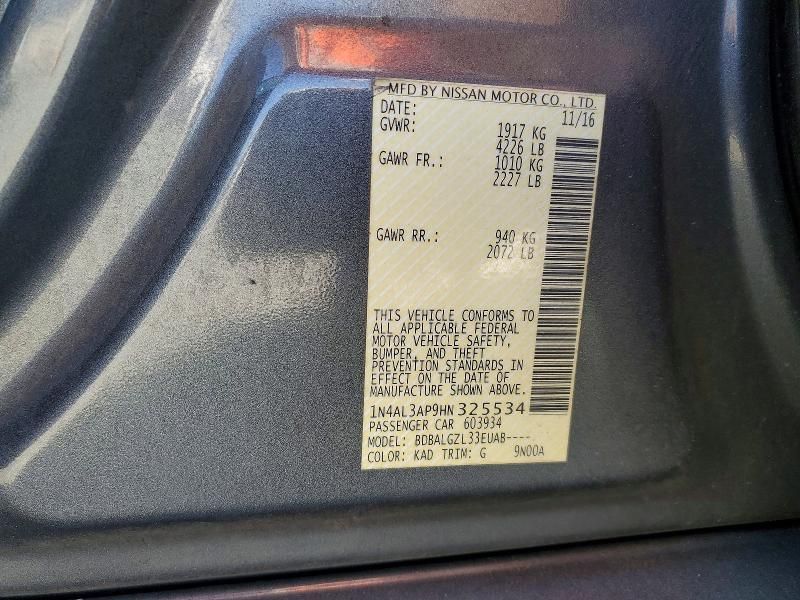 MFD BY NISSAN MOTOR CO., LTD.
DATE: 11/16
GVWR: 1917 KG
4226 LB
GAWR FR.: 1010 KG
2227 LB
GAWR RR.: 940 KG
2072 LB
THIS VEHICLE CONFORMS TO
ALL APPLICABLE FEDERAL
MOTOR VEHICLE SAFETY,
BUMPER, AND THEFT
PREVENTION STANDARDS IN
EFFECT ON THE DATE OF
MANUFACTURE SHOWN ABOVE.
1N4AL3AP9HN325534
PASSENGER CAR 603934
MODEL: BDBALGZL33EUAB----
COLOR: KAD TRIM: G 9N00A